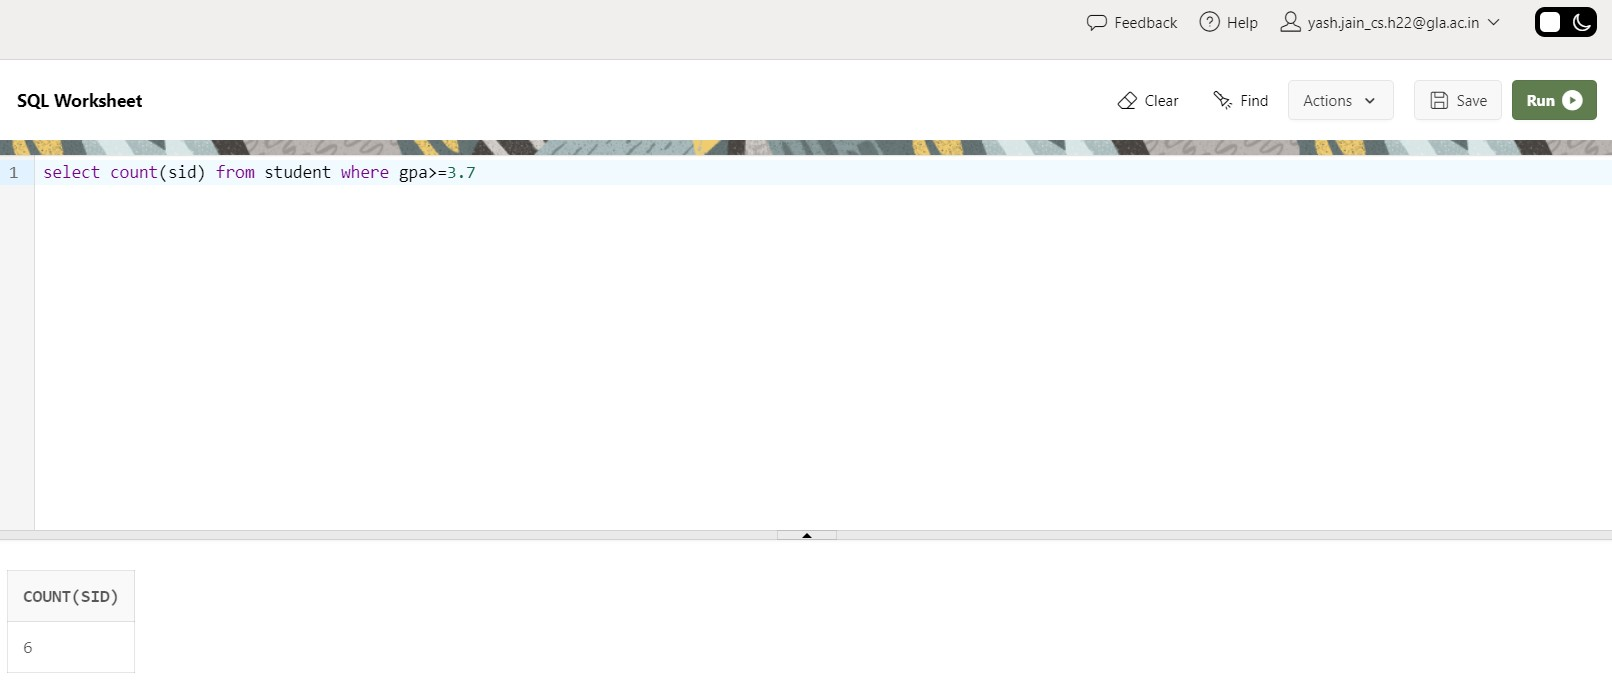 Feedback Help yash.jain_cs.h22@gla.ac.in
SQL Worksheet Clear Find Actions Save Run
1 select count(sid) from student where gpa>=3.7
COUNT(SID)
6